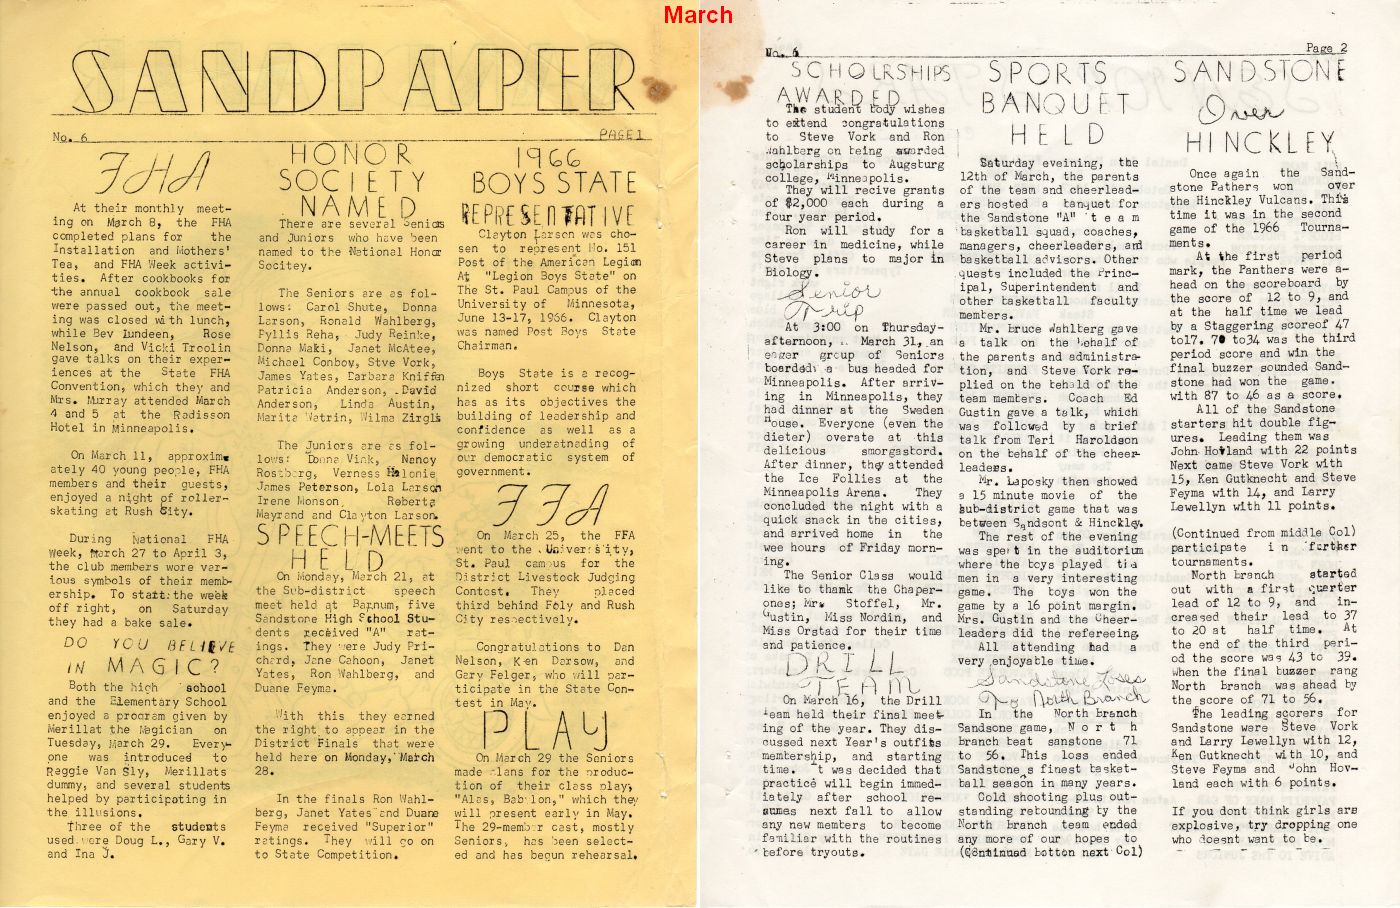 March
SANDPAPER
No. 6
PAGE 1
FHA
At their monthly meet-
ing on March 8, the FHA
completed plans for the
Installation and Mothers'
Tea, and FHA Week activi-
ties. After cookbooks for
the annual cookbook sale
were passed out, the meet-
ing was closed with lunch,
while Bev Lundeen, Rose
Nelson, and Vicki Troolin
gave talks on their exper-
iences at the State FHA
Convention, which they and
Mrs. Murray attended March
4 and 5 at the Radisson
Hotel in Minneapolis.
On March 11, approxim
ately 40 young people, FHA
members and their guests,
enjoyed a night of roller-
skating at Rush City.
During National FHA
Week, March 27 to April 3,
the club members wore var-
ious symbols of their memb-
ership. To start the week
off right, on Saturday
they had a bake sale.
DO YOU BELIEVE
IN MAGIC?
Both the high school
and the Elementary School
enjoyed a program given by
Merillat the Megician on
Tuesday, March 29. Every-
one was introduced to
Reggie Van Sly, Merillats
dummy, and several students
helped by participating in
the illusions.
Three of the students
used were Doug L., Gary V.
and Ina J.
HONOR
SOCIETY
NAMED
There are several Seniors
and Juniors who have been
named to the National Honor
Socitey.
The Seniors are as fol-
lows: Carol Shute, Donna
Larson, Ronald Wahlberg,
Pyllis Reha, Judy Reinke,
Donna Maki, Janet McAtee,
Michael Conboy, Stve Vork,
James Yates, Barbara Kniffin
Patricia Anderson, David
Anderson, Linda Austin,
Marita Watrin, Wilma Zirgli
The Juniors are as fol-
lows: Donna Vink, Nancy
Rostberg, Verness Malonie
James Peterson, Lola Larson
Irene Monson, Roberta
Mayrand and Clayton Larson.
SPEECH-MEETS
HELD
On Monday, March 21, at
the Sub-district speech
meet held at Barnum, five
Sandstone High School Stu-
dents received "A" rat-
ings. They were Judy Pri-
chard, Jane Cahoon, Janet
Yates, Ron Wahlberg, and
Duane Feyma.
With this they earned
the right to appear in the
District Finals that were
held here on Monday, March
28.
In the finals Ron Wahl-
berg, Janet Yates and Duane
Feyma received "Superior"
ratings. They will go on
to State Competition.
1966
BOYS STATE
REPRESENTATIVE
Clayton Larson was cho-
sen to represent No. 151
Post of the American Legion
At "Legion Boys State" on
The St. Paul Campus of the
University of Minnesota,
June 13-17, 1966. Clayton
was named Post Boys State
Chairman.
Boys State is a recog-
nized short course which
has as its objectives the
building of leadership and
confidence as well as a
growing understnading of
our democratic system of
government.
FFA
On March 25, the FFA
went to the University,
St. Paul campus for the
District Livestock Judging
Contest. They placed
third behind Foly and Rush
City respectively.
Congratulations to Dan
Nelson, Ken Darsow, and
Gary Felger, who will par-
ticipate in the State Con-
test in May.
PLAY
On March 29 the Seniors
made plans for the produc-
tion of their class play,
"Alas, Babylon," which they
will present early in May.
The 29-member cast, mostly
Seniors, has been select-
ed and has begun rehearsal.
No. 6
Page 2
SCHOLRSHIPS
AWARDED
The student body wishes
to extend congratulations
to Steve Vork and Ron
Wahlberg on being awarded
scholarships to Augsburg
college, Minneapolis.
They will recive grants
of $2,000 each during a
four year period.
Ron will study for a
career in medicine, while
Steve plans to major in
Biology.
Senior
Trip
At 3:00 on Thursday-
afternoon, March 31, an
eager group of Seniors
boarded a bus headed for
Minneapolis. After arriv-
ing in Minneapolis, they
had dinner at the Sweden
House. Everyone (even the
dieter) overate at this
delicious smorgastord.
After dinner, they attended
the Ice Follies at the
Minneapolis Arena. They
concluded the night with a
quick snack in the cities,
and arrived home in the
wee hours of Friday morn-
ing.
The Senior Class would
like to thamk the Chaper-
ones; Mrs Stoffel, Mr.
Gustin, Miss Nordin, and
Miss Orstad for their time
and patience.
DRILL
TEAM
On March 16, the Drill
Team held their final meet
ing of the year. They dis-
cussed next Year's outfits
membership, and starting
time. It was decided that
practice will begin immed-
iately after school re-
sumes next fall to allow
any new members to become
familiar with the routines
before tryouts.
SPORTS
BANQUET
HELD
Saturday eveining, the
12th of March, the parents
of the team and cheerlead-
ers hosted a banquet for
the Sandstone "A" team
basketball squad, coaches,
managers, cheerleaders, and
basketball advisors. Other
quests included the Princ-
ipal, Superintendent and
other basketball faculty
members.
Mr. Bruce Wahlberg gave
a talk on the behalf of
the parents and administra-
tion, and Steve Vork re-
plied on the behald of the
team members. Coach Ed
Gustin gave a talk, which
was followed by a brief
talk from Teri Haroldson
on the behalf of the cheer-
leaders.
Mr. Laposky then showed
a 15 minute movie of the
sub-district game that was
between Sandsont & Hinckley.
The rest of the evening
was spent in the auditorium
where the boys played the
men in a very interesting
game. The boys won the
game by a 16 point margin.
Mrs. Gustin and the Cheer-
leaders did the refereeing.
All attending had a
very enjoyable time.
Sandstone Loses
To North Branch
In the North Branch
Sandsone game, North
branch beat sanstone 71
to 56. This loss ended
Sandstone,s finest basket-
ball season in many years.
Cold shooting plus out-
standing rebounding by the
North branch team ended
any more of our hopes to
(Continued botton next Col)
SANDSTONE
Over
HINCKLEY
Once again the Sand-
stone Pathers won over
the Hinckley Vulcans. This
time it was in the second
game of the 1966 Tourna-
ments.
At the first period
mark, the Panthers were a-
head on the scoreboard by
the score of 12 to 9, and
at the half time we lead
by a Staggering scoreof 47
to17. 70 to34 was the third
period score and win the
final buzzer sounded Sand-
stone had won the game.
with 87 to 46 as a score.
All of the Sandstone
starters hit double fig-
ures. Leading them was
John Hovland with 22 points
Next came Steve Vork with
15, Ken Gutknecht and Steve
Feyma with 14, and Larry
Lewellyn with 11 points.
(Continued from middle Col)
participate in further
tournaments.
North Branch started
out with a first quarter
lead of 12 to 9, and in-
creased their lead to 37
to 20 at half time. At
the end of the third peri-
od the score was 43 to 39.
when the final buzzer rang
North branch was ahead by
the score of 71 to 56.
The leading scorers for
Sandstone were Steve Vork
and Larry Lewellyn with 12,
Ken Gutknecht with 10, and
Steve Feyma and John Hov-
land each with 6 points.
If you dont think girls are
explosive, try dropping one
who doesnt want to be.